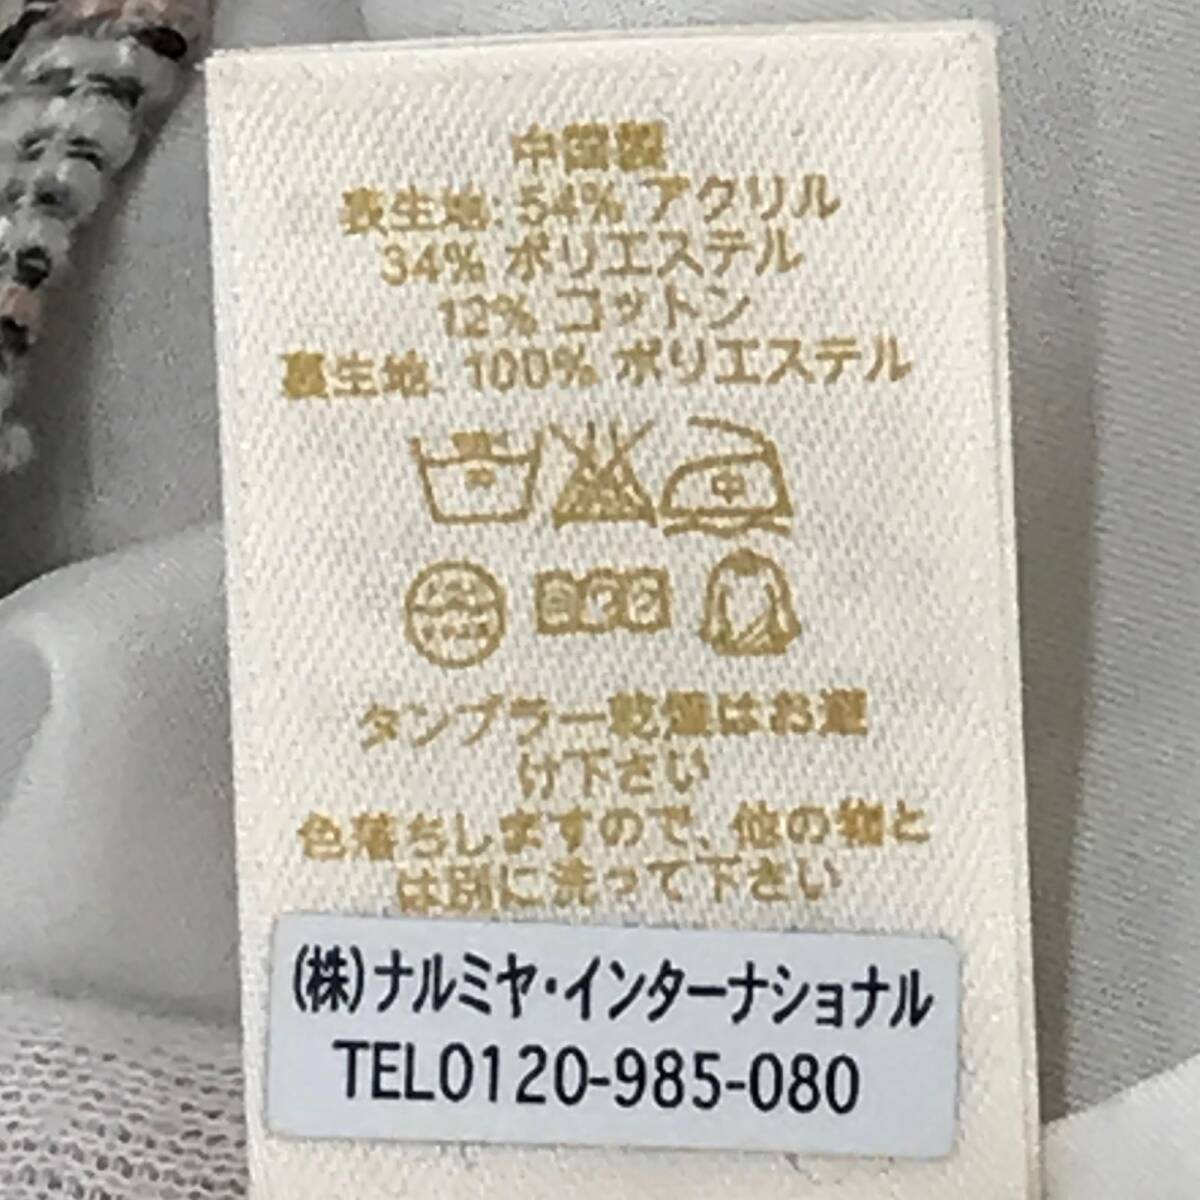 中国製
表生地: 54% アクリル
34% ポリエステル
12% コットン
裏生地: 100% ポリエステル
中
中
タンブラー乾燥はお避
け下さい
色落ちしますので、他の物と
は別に洗って下さい
(株)ナルミヤ・インターナショナル
TEL0120-985-080